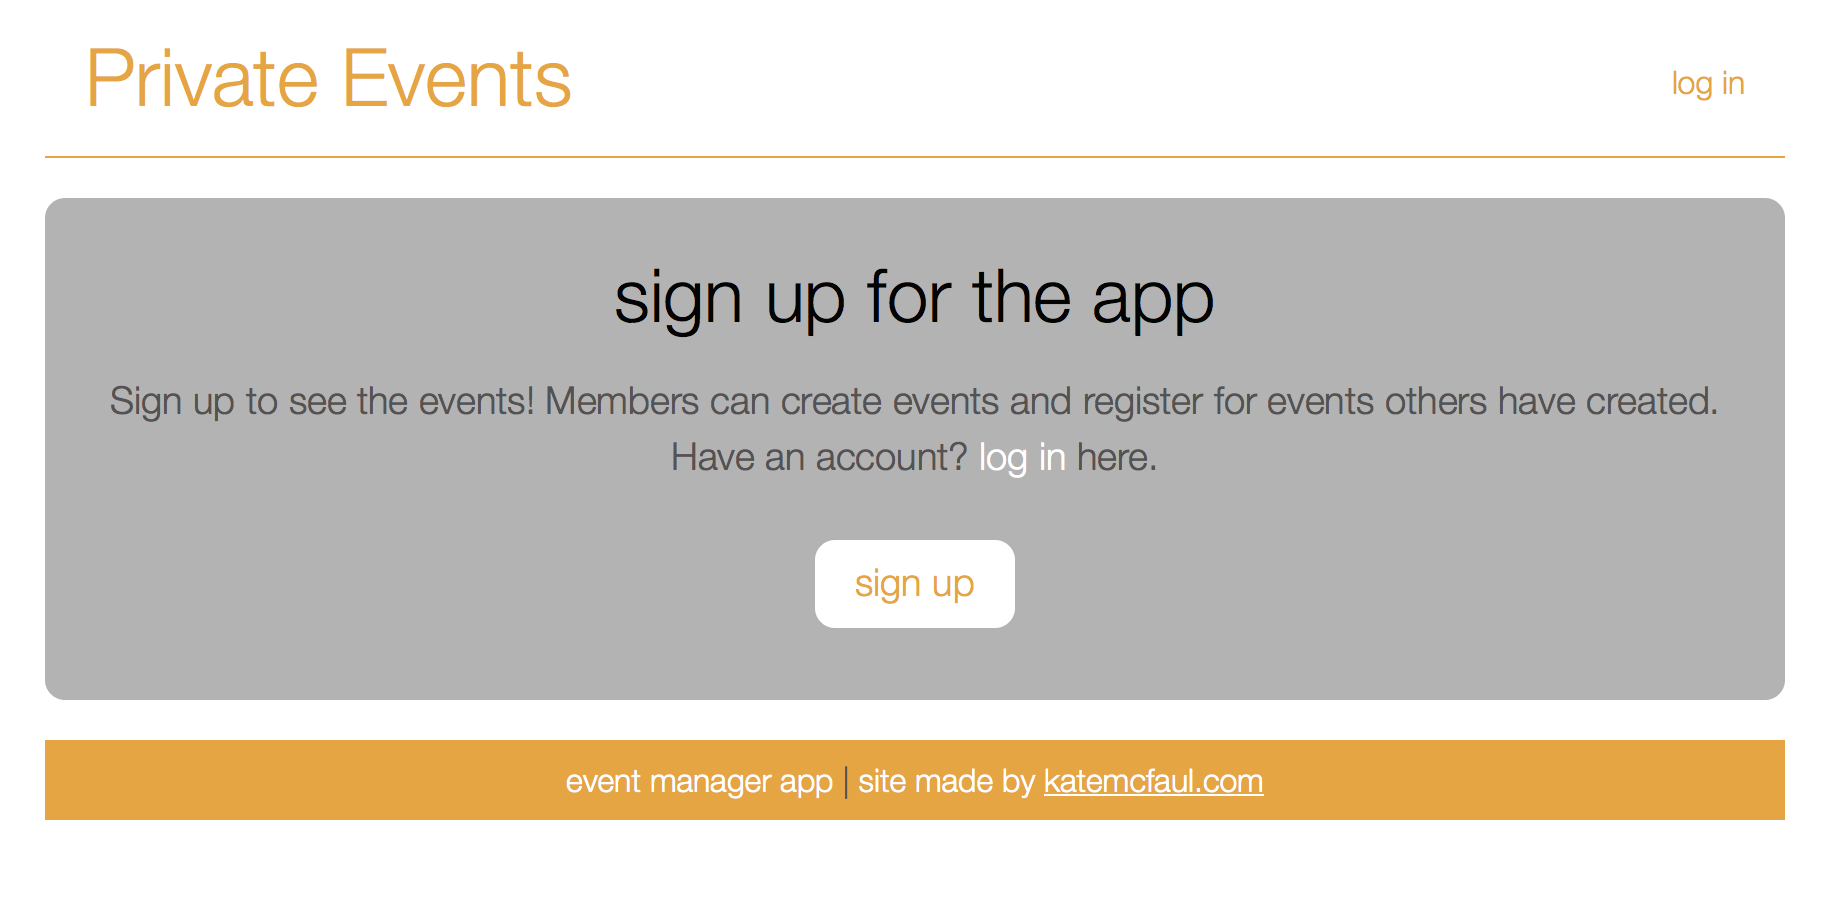 Private Events
log in
sign up for the app
Sign up to see the events! Members can create events and register for events others have created.
Have an account? log in here.
sign up
event manager app | site made by katemcfaul.com